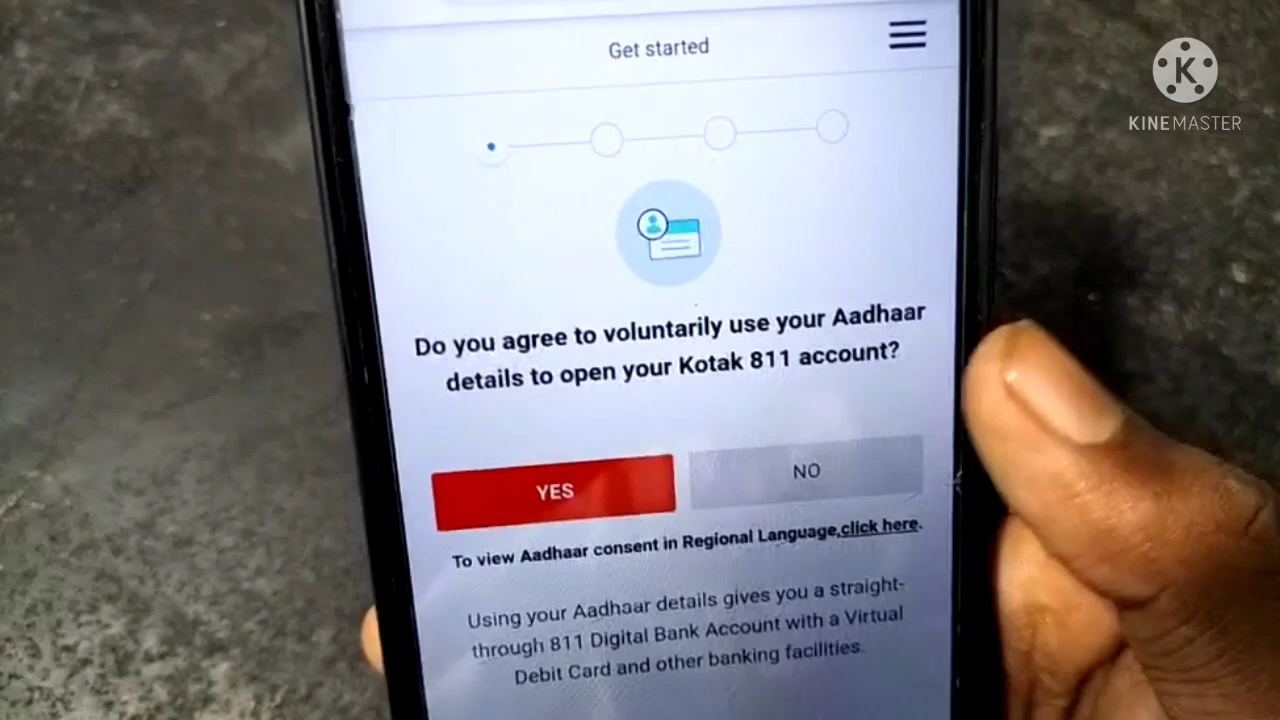 Get started
K
KINEMASTER
Do you agree to voluntarily use your Aadhaar
details to open your Kotak 811 account?
YES
NO
To view Aadhaar consent in Regional Language,click here.
Using your Aadhaar details gives you a straight-
through 811 Digital Bank Account with a Virtual
Debit Card and other banking facilities.